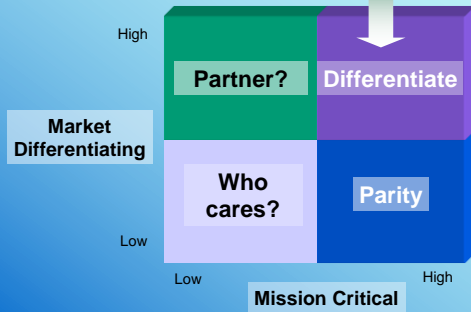 High
Partner?
Differentiate
Market
Differentiating
Who
cares?
Parity
Low
Low
High
Mission Critical